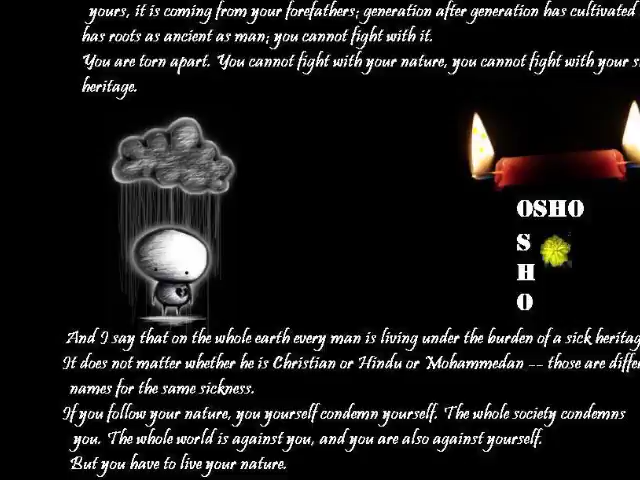 yours, it is coming from your forefathers; generation after generation has cultivated
has roots as ancient as man; you cannot fight with it.
You are torn apart. You cannot fight with your nature, you cannot fight with your
heritage.
OSHO
S
H
O
And I say that on the whole earth every man is living under the burden of a sick
It does not matter whether he is Christian or Hindu or Mohammedan -- those are
names for the same sickness.
If you follow your nature, you yourself condemn yourself. The whole society condemns
you. The whole world is against you, and you are also against yourself.
But you have to live your nature.